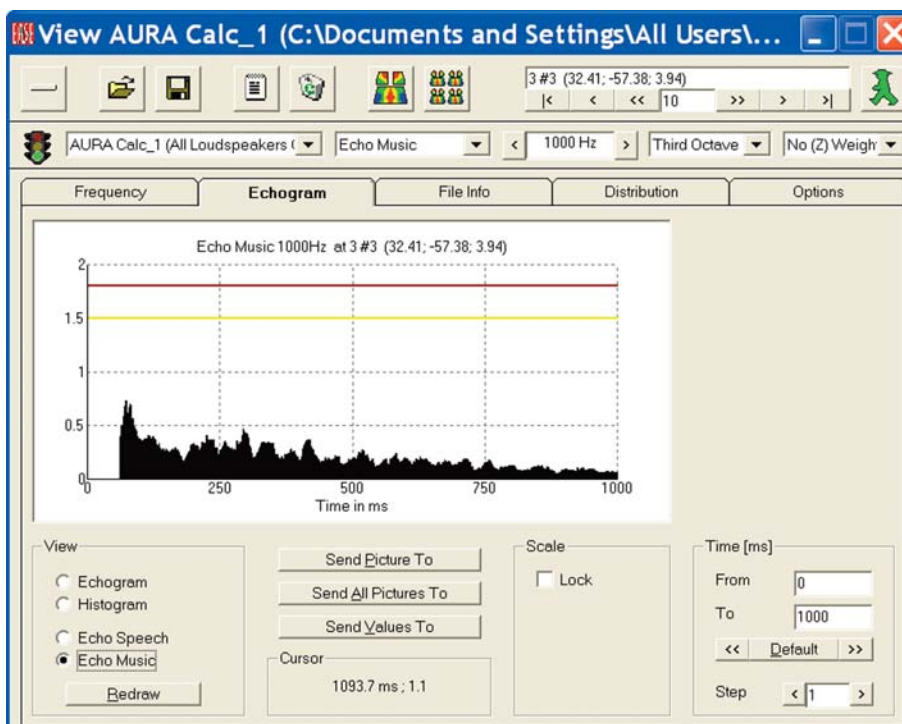 EASE View AURA Calc_1 (C:\Documents and Settings\All Users\...
3 #3 (32.41; -57.38; 3.94)
|< < << 10 >> > >|
AURA Calc_1 (All Loudspeakers Echo Music < 1000 Hz > Third Octave No (Z) Weigh
Frequency Echogram File Info Distribution Options
Echo Music 1000Hz at 3 #3 (32.41; -57.38; 3.94)
2
1.5
1
0.5
0
0 250 500 750 1000
Time in ms
View
Echogram
Histogram
Echo Speech
Echo Music
Redraw
Send Picture To
Send All Pictures To
Send Values To
Cursor
1093.7 ms ; 1.1
Scale
Lock
Time [ms]
From 0
To 1000
<< Default >>
Step < 1 >